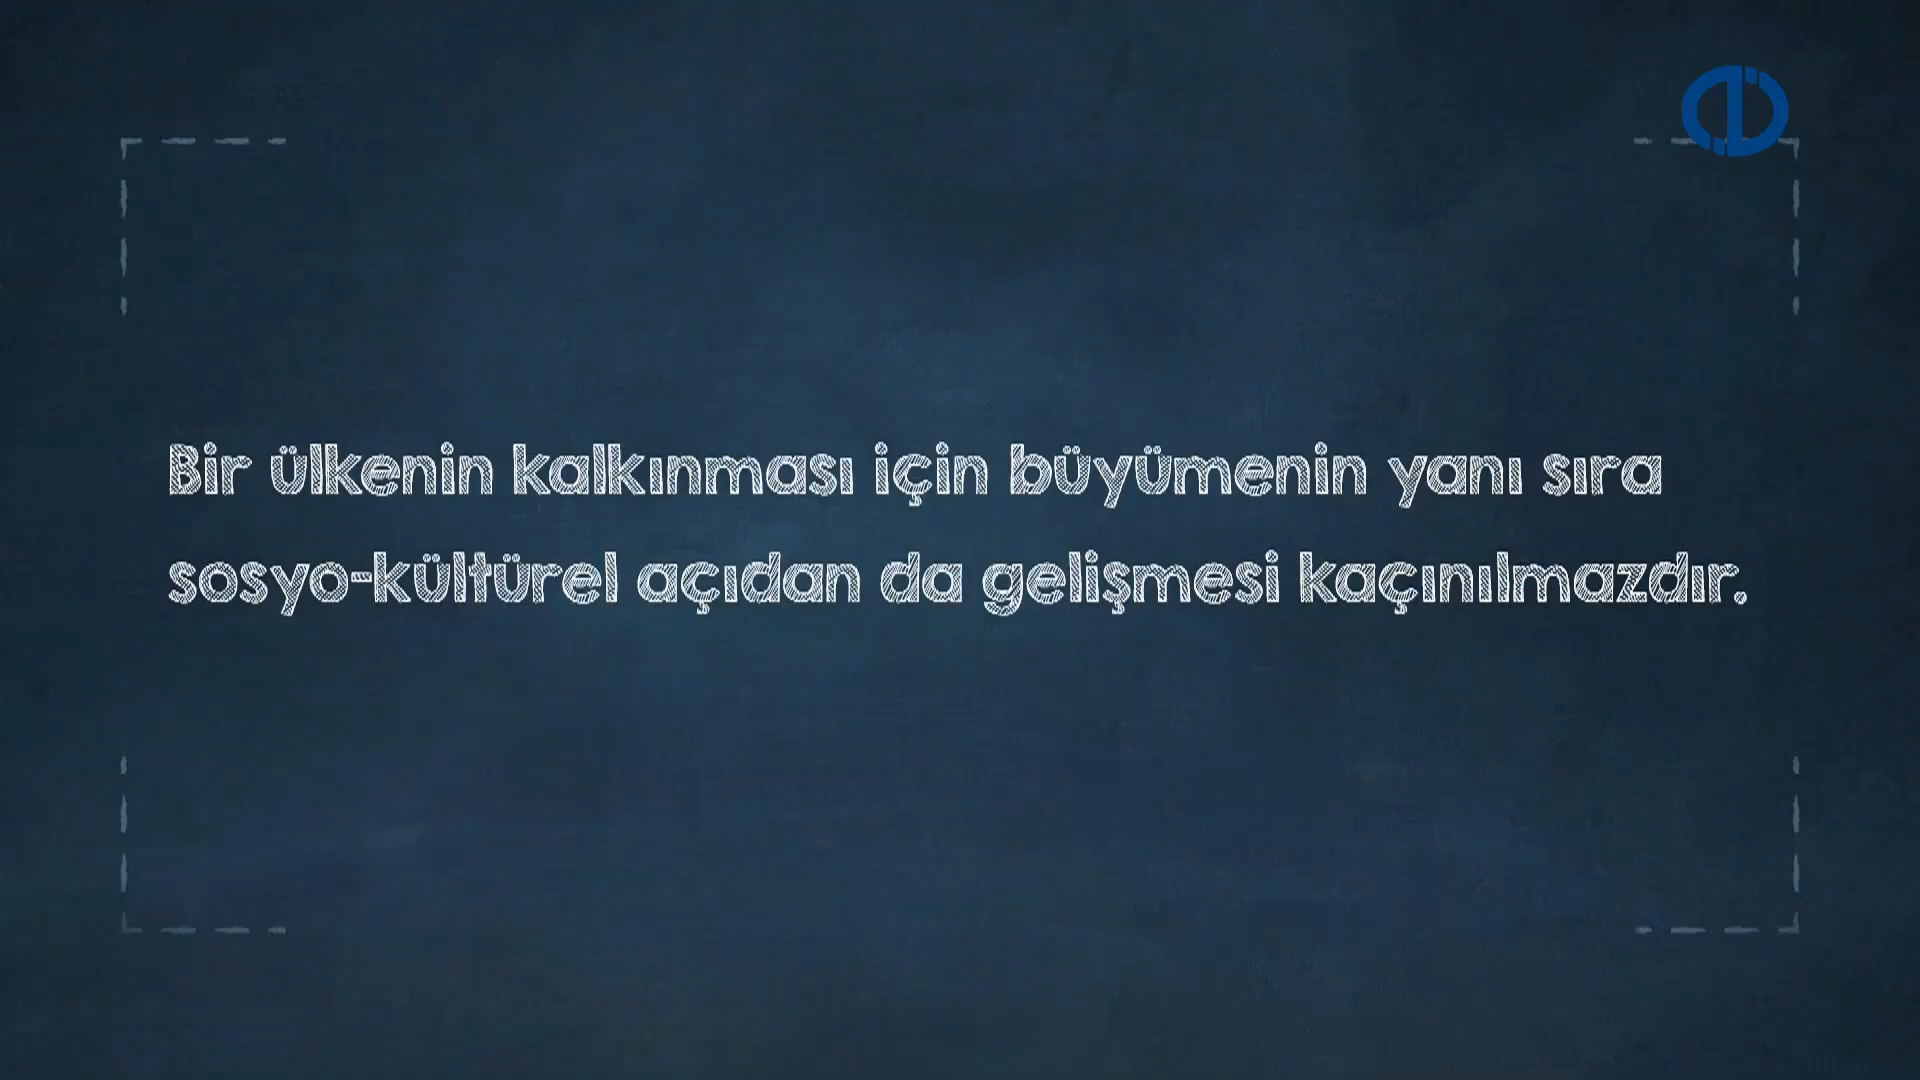 Bir ülkenin kalkınması için büyümenin yanı sıra
sosyo-kültürel açıdan da gelişmesi kaçınılmazdır.